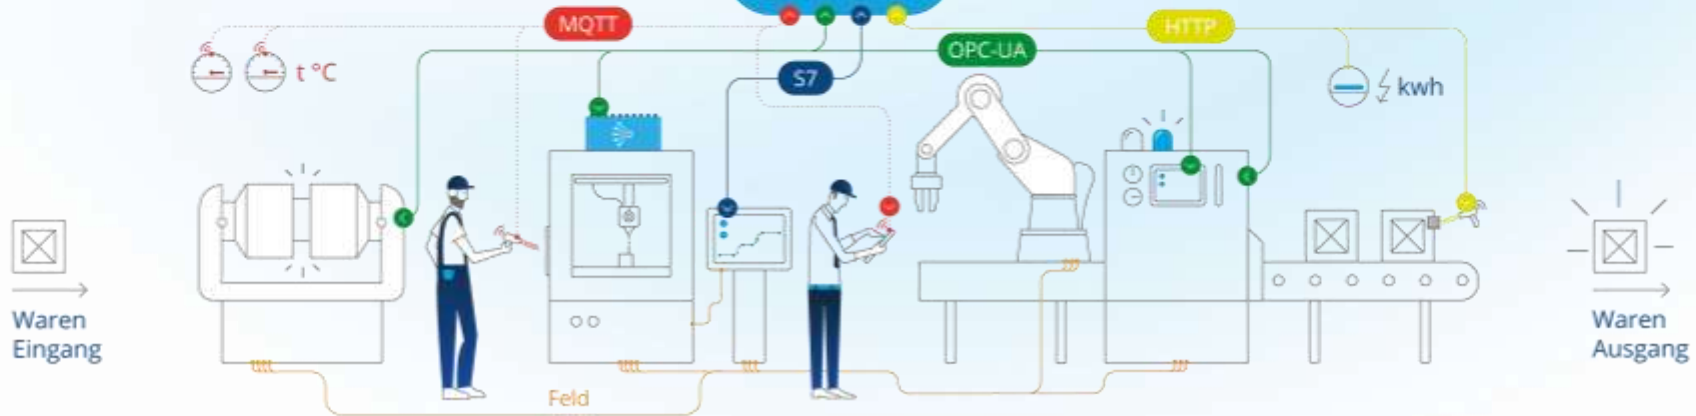 MQTT
HTTP
OPC-UA
S7
t °C
kwh
Waren
Eingang
Waren
Ausgang
Feld